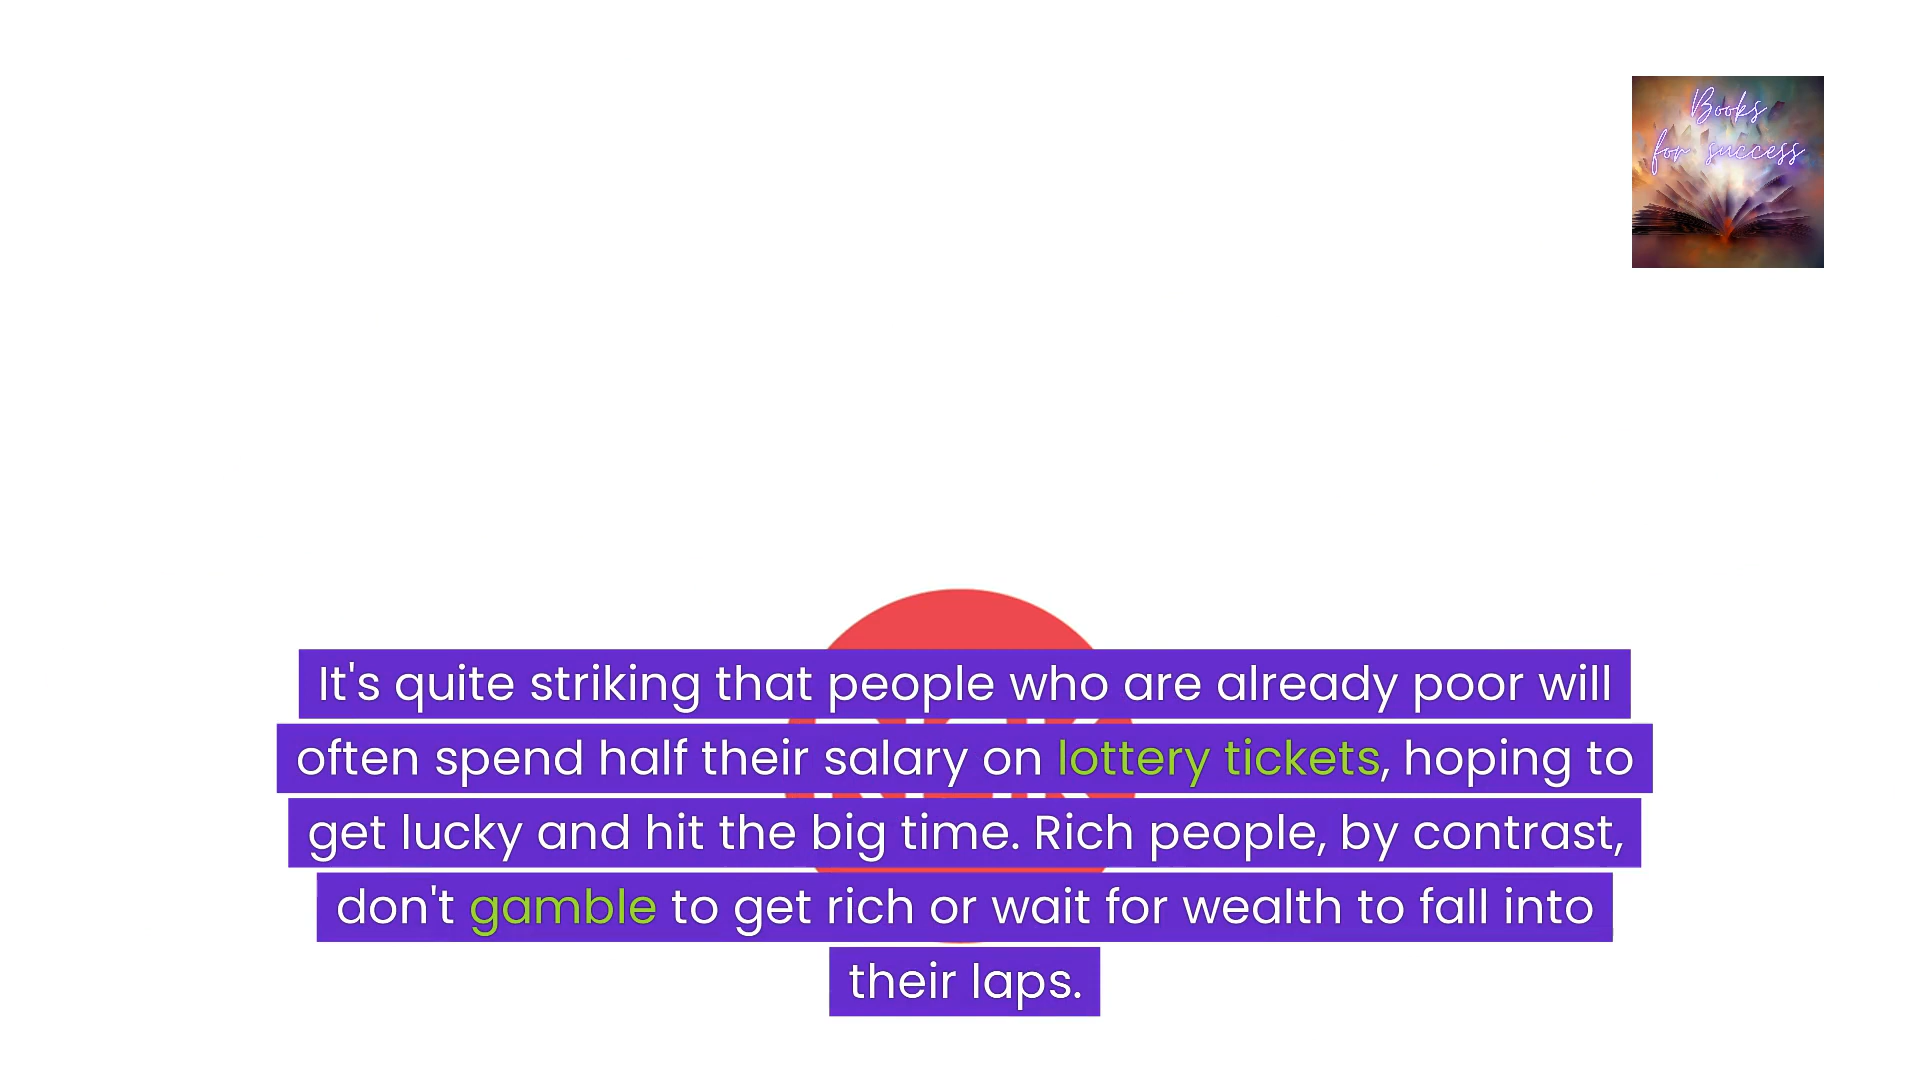 Books
for success
It's quite striking that people who are already poor will
often spend half their salary on lottery tickets, hoping to
get lucky and hit the big time. Rich people, by contrast,
don't gamble to get rich or wait for wealth to fall into
their laps.